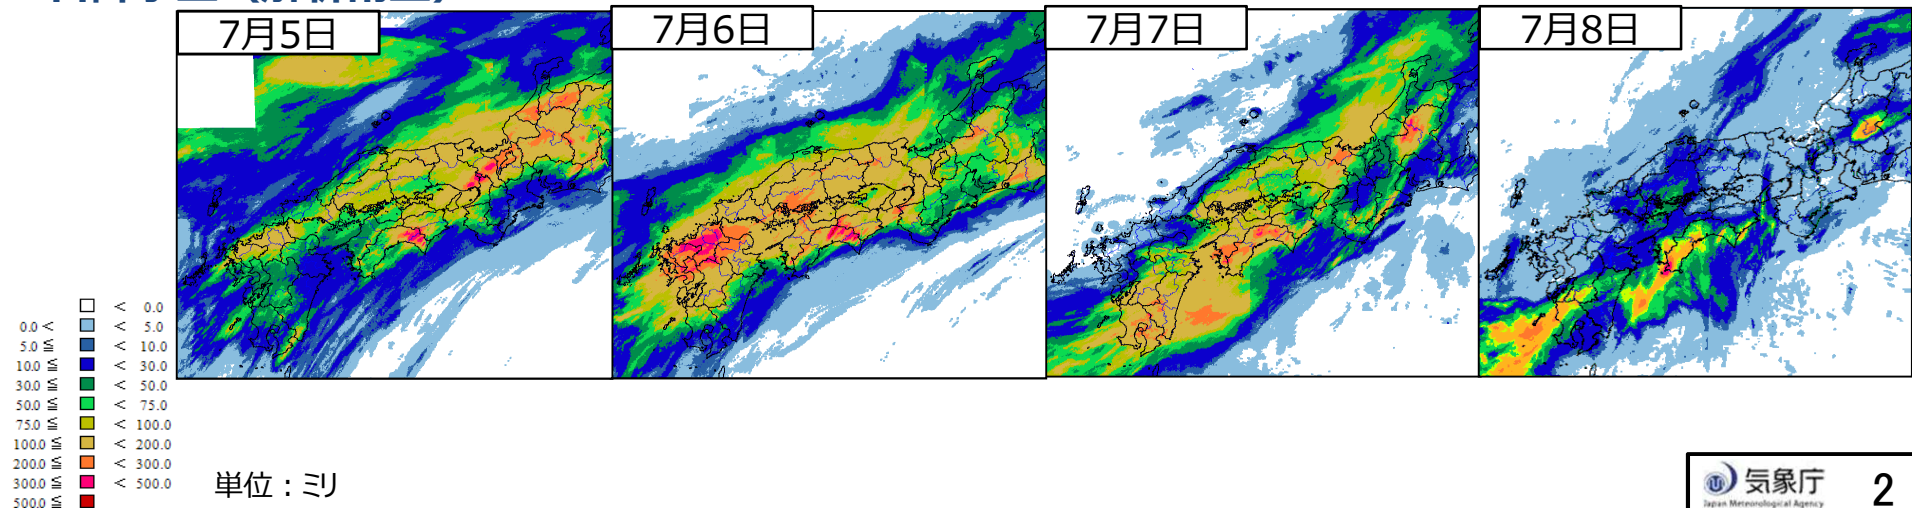 7月5日
7月6日
7月7日
7月8日
< 0.0
0.0 < < 5.0
5.0 ≦ < 10.0
10.0 ≦ < 30.0
30.0 ≦ < 50.0
50.0 ≦ < 75.0
75.0 ≦ < 100.0
100.0 ≦ < 200.0
200.0 ≦ < 300.0
300.0 ≦ < 500.0
500.0 ≦
単位：ミリ
気象庁
Japan Meteorological Agency
2